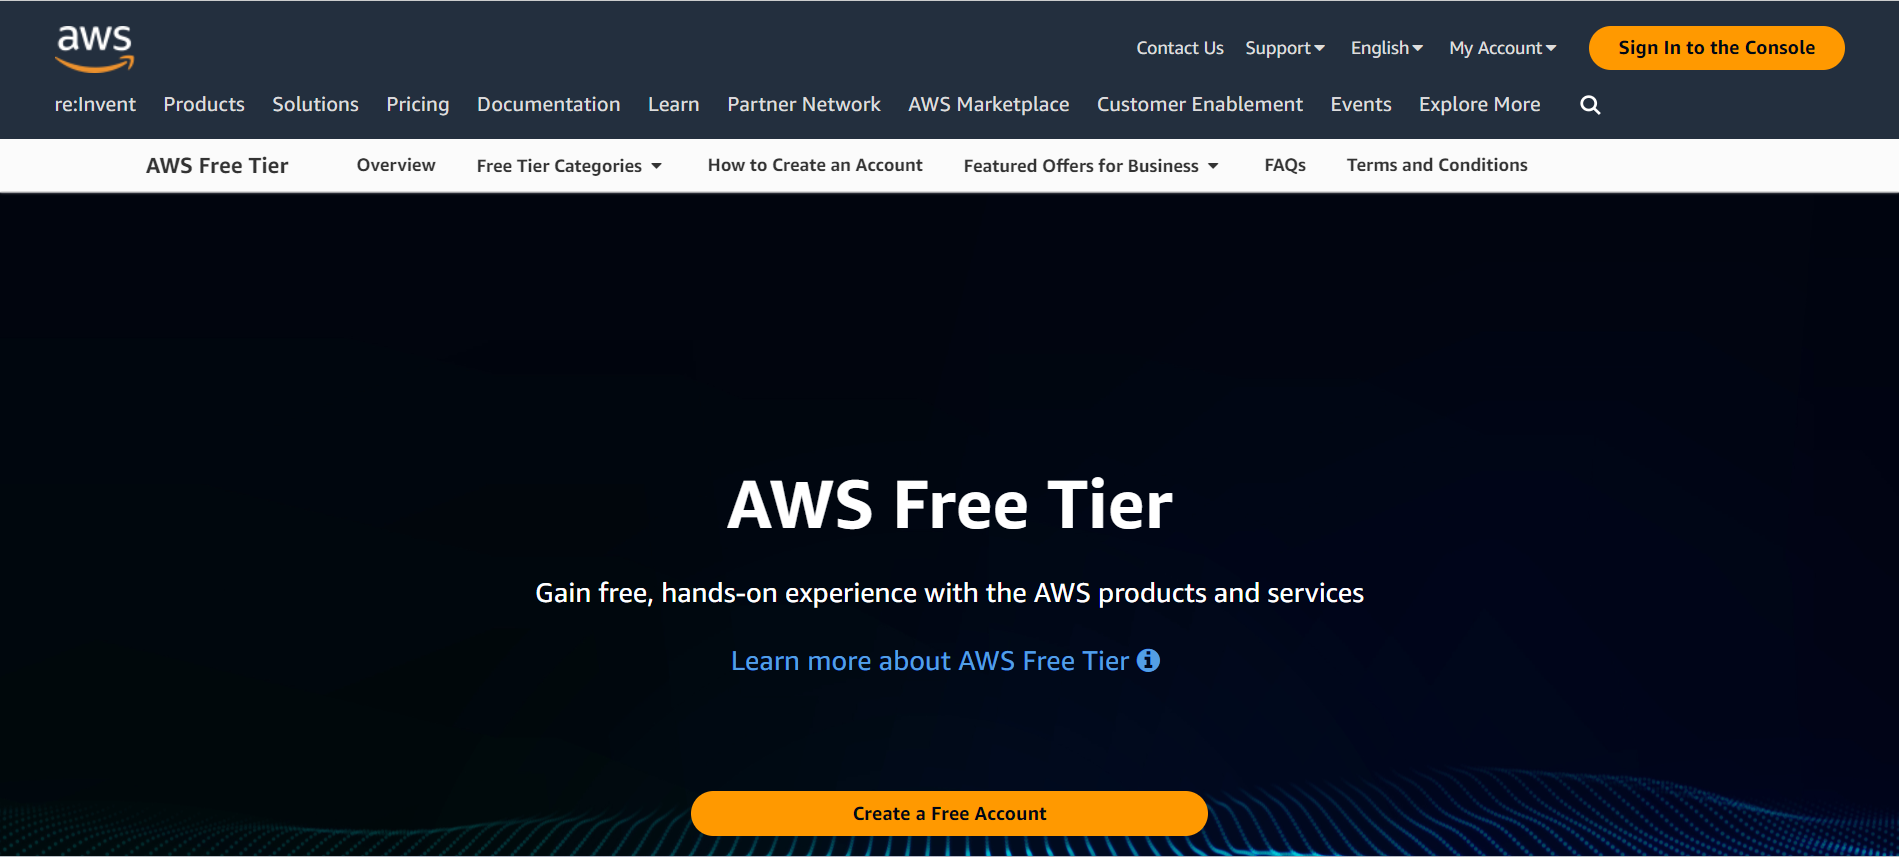 aws
Contact Us Support English My Account Sign In to the Console
re:Invent Products Solutions Pricing Documentation Learn Partner Network AWS Marketplace Customer Enablement Events Explore More
AWS Free Tier Overview Free Tier Categories How to Create an Account Featured Offers for Business FAQs Terms and Conditions
AWS Free Tier
Gain free, hands-on experience with the AWS products and services
Learn more about AWS Free Tier
Create a Free Account